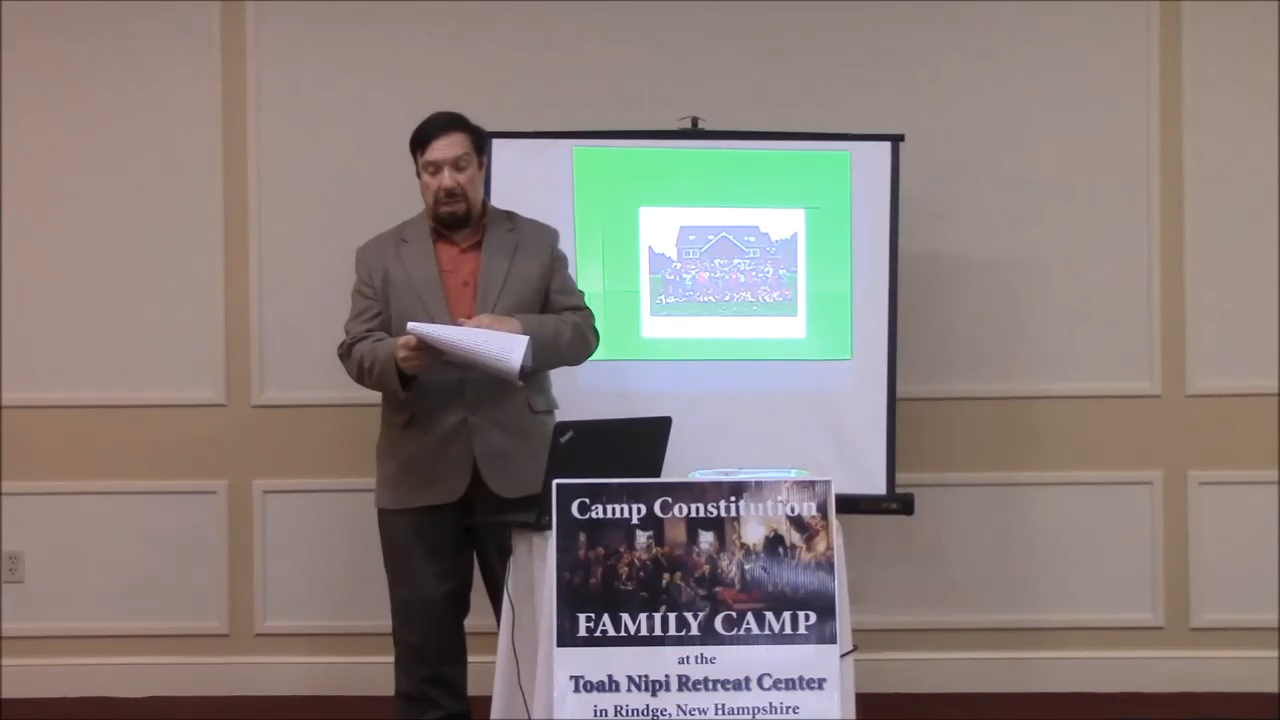 Camp Constitution
FAMILY CAMP
at the
Toah Nipi Retreat Center
in Rindge, New Hampshire